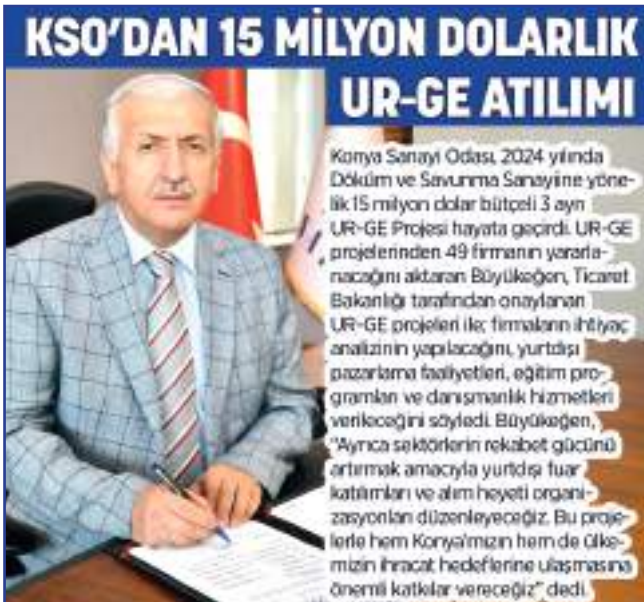 KSO'DAN 15 MİLYON DOLARLIK
UR-GE ATILIMI
Konya Sanayi Odası, 2024 yılında
Döküm ve Savunma Sanayiine yöne-
lik 15 milyon dolar bütçeli 3 ayrı
UR-GE Projesi hayata geçirdi. UR-GE
projelerinden 49 firmanın yararla-
nacağını aktaran Büyükeğen, Ticaret
Bakanlığı tarafından onaylanan
UR-GE projeleri ile; firmaların ihtiyaç
analizinin yapılacağını, yurtdışı
pazarlama faaliyetleri, eğitim pro-
gramları ve danışmanlık hizmetleri
verileceğini söyledi. Büyükeğen,
"Ayrıca sektörlerin rekabet gücünü
artırmak amacıyla yurtdışı fuar
katılımları ve alım heyeti organi-
zasyonları düzenleyeceğiz. Bu proje-
lerle hem Konya'mızın hem de ülke-
mizin ihracat hedeflerine ulaşmasına
önemli katkılar vereceğiz" dedi.